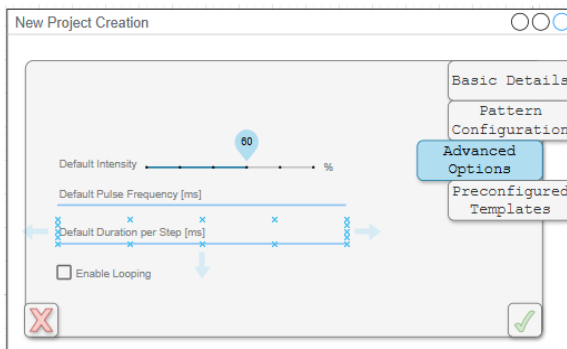 New Project Creation
Basic Details
Pattern
Configuration
Advanced
Options
Preconfigured
Templates
60
Default Intensity %
Default Pulse Frequency [ms]
Default Duration per Step [ms]
Enable Looping